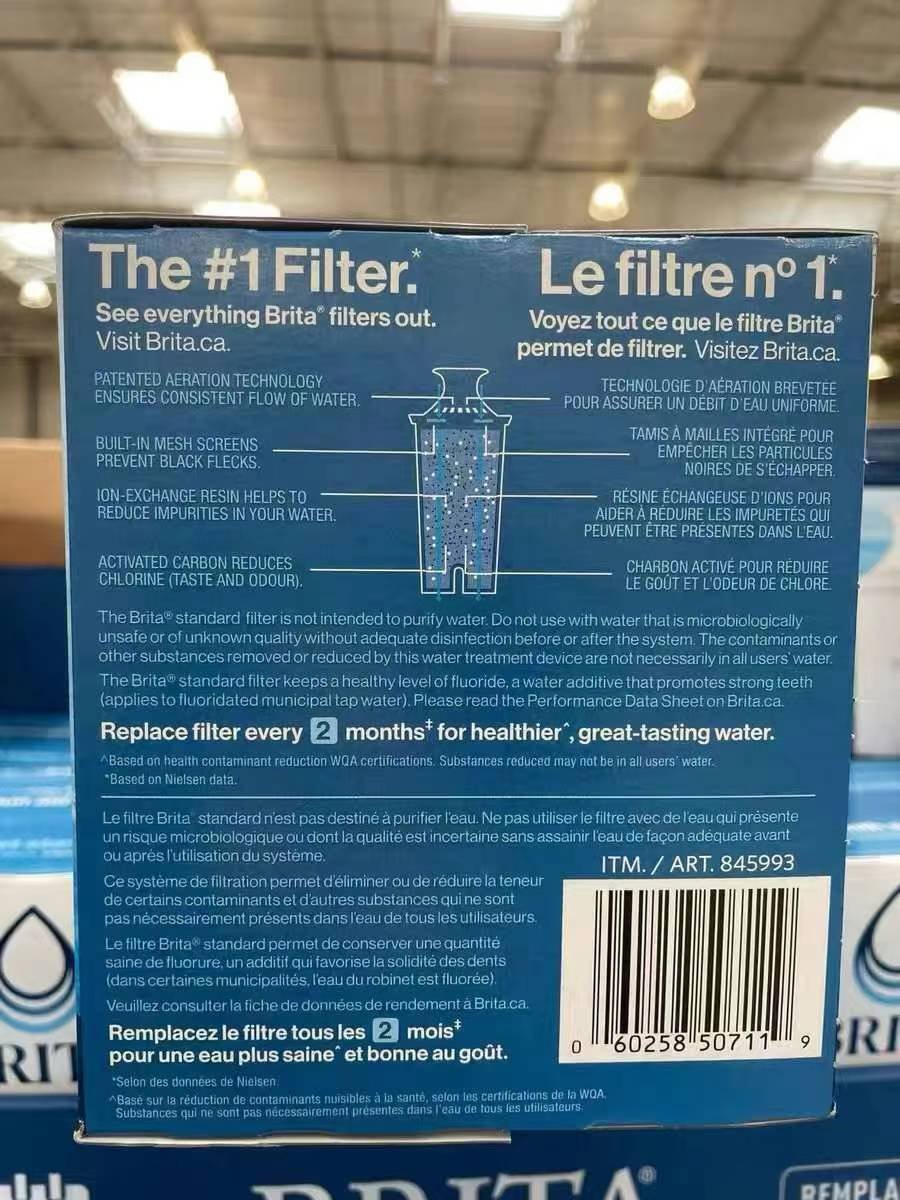 The #1 Filter.*
See everything Brita® filters out.
Visit Brita.ca.
Le filtre nº 1*.
Voyez tout ce que le filtre Brita®
permet de filtrer. Visitez Brita.ca.
PATENTED AERATION TECHNOLOGY
ENSURES CONSISTENT FLOW OF WATER.
BUILT-IN MESH SCREENS
PREVENT BLACK FLECKS.
ION-EXCHANGE RESIN HELPS TO
REDUCE IMPURITIES IN YOUR WATER.
ACTIVATED CARBON REDUCES
CHLORINE (TASTE AND ODOUR).
TECHNOLOGIE D'AÉRATION BREVETÉE
POUR ASSURER UN DÉBIT D'EAU UNIFORME.
TAMIS À MAILLES INTÉGRÉ POUR
EMPÊCHER LES PARTICULES
NOIRES DE S'ÉCHAPPER.
RÉSINE ÉCHANGEUSE D'IONS POUR
AIDER À RÉDUIRE LES IMPURETÉS QUI
PEUVENT ÊTRE PRÉSENTES DANS L'EAU.
CHARBON ACTIVÉ POUR RÉDUIRE
LE GOÛT ET L'ODEUR DE CHLORE.
The Brita® standard filter is not intended to purify water. Do not use with water that is microbiologically
unsafe or of unknown quality without adequate disinfection before or after the system. The contaminants or
other substances removed or reduced by this water treatment device are not necessarily in all users' water.
The Brita® standard filter keeps a healthy level of fluoride, a water additive that promotes strong teeth
(applies to fluoridated municipal tap water). Please read the Performance Data Sheet on Brita.ca.
Replace filter every 2 months‡ for healthier^, great-tasting water.
^Based on health contaminant reduction WQA certifications. Substances reduced may not be in all users' water.
*Based on Nielsen data.
Le filtre Brita® standard n'est pas destiné à purifier l'eau. Ne pas utiliser le filtre avec de l'eau qui présente
un risque microbiologique ou dont la qualité est incertaine sans assainir l'eau de façon adéquate avant
ou après l'utilisation du système.
Ce système de filtration permet d'éliminer ou de réduire la teneur
de certains contaminants et d'autres substances qui ne sont
pas nécessairement présents dans l'eau de tous les utilisateurs.
Le filtre Brita® standard permet de conserver une quantité
saine de fluorure, un additif qui favorise la solidité des dents
(dans certaines municipalités, l'eau du robinet est fluorée).
Veuillez consulter la fiche de données de rendement à Brita.ca.
Remplacez le filtre tous les 2 mois‡
pour une eau plus saine^ et bonne au goût.
*Selon des données de Nielsen.
^Basé sur la réduction de contaminants nuisibles à la santé, selon les certifications de la WQA.
Substances qui ne sont pas nécessairement présentes dans l'eau de tous les utilisateurs.
ITM. / ART. 845993
0 60258 50711 9
BRIT
BRI
BRITA®
REMPLA